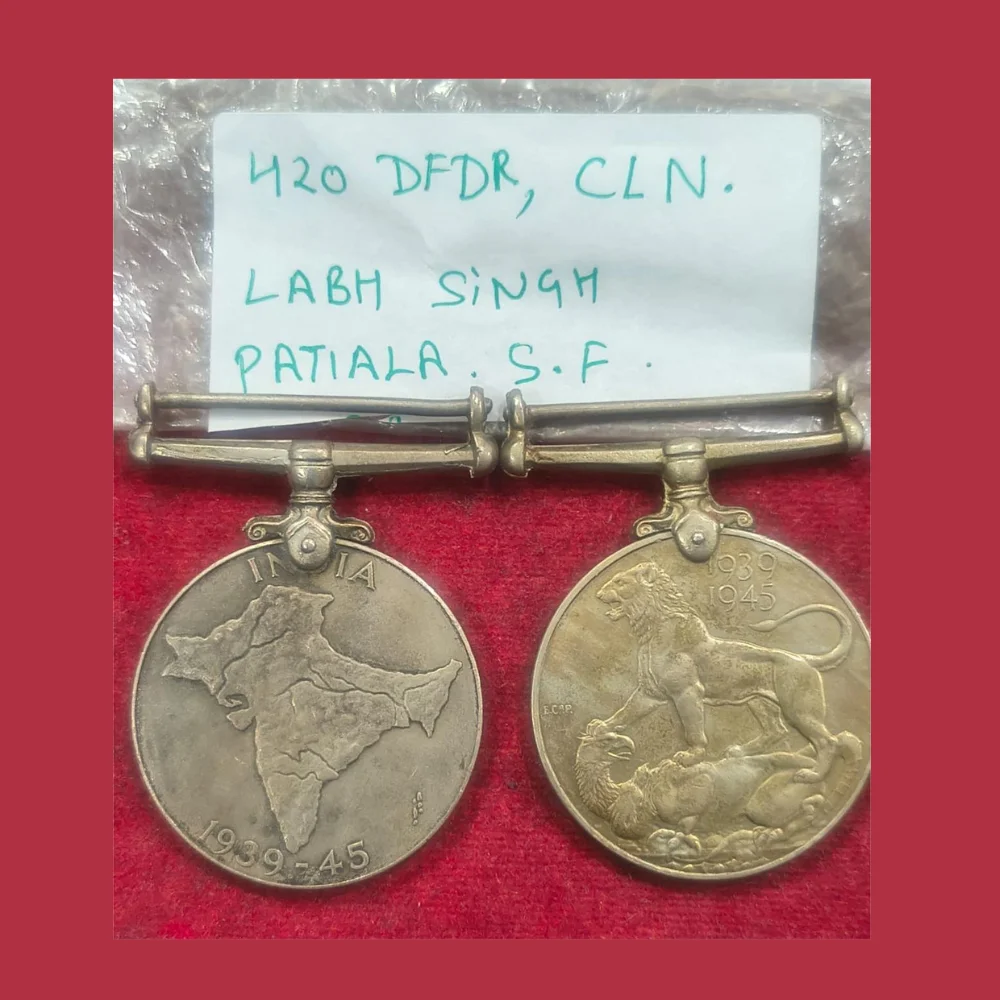 420 DFDR, CLN.
LABH SiNGH
PATIALA. S.F.
INDIA
1939-45
1939
1945